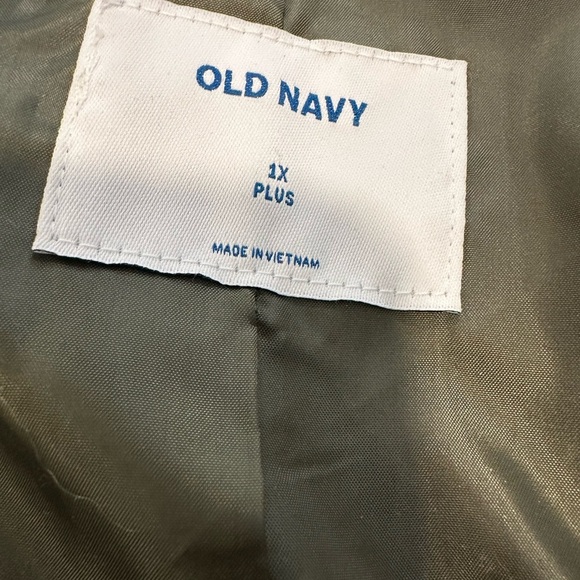 OLD NAVY
1X
PLUS
MADE IN VIETNAM